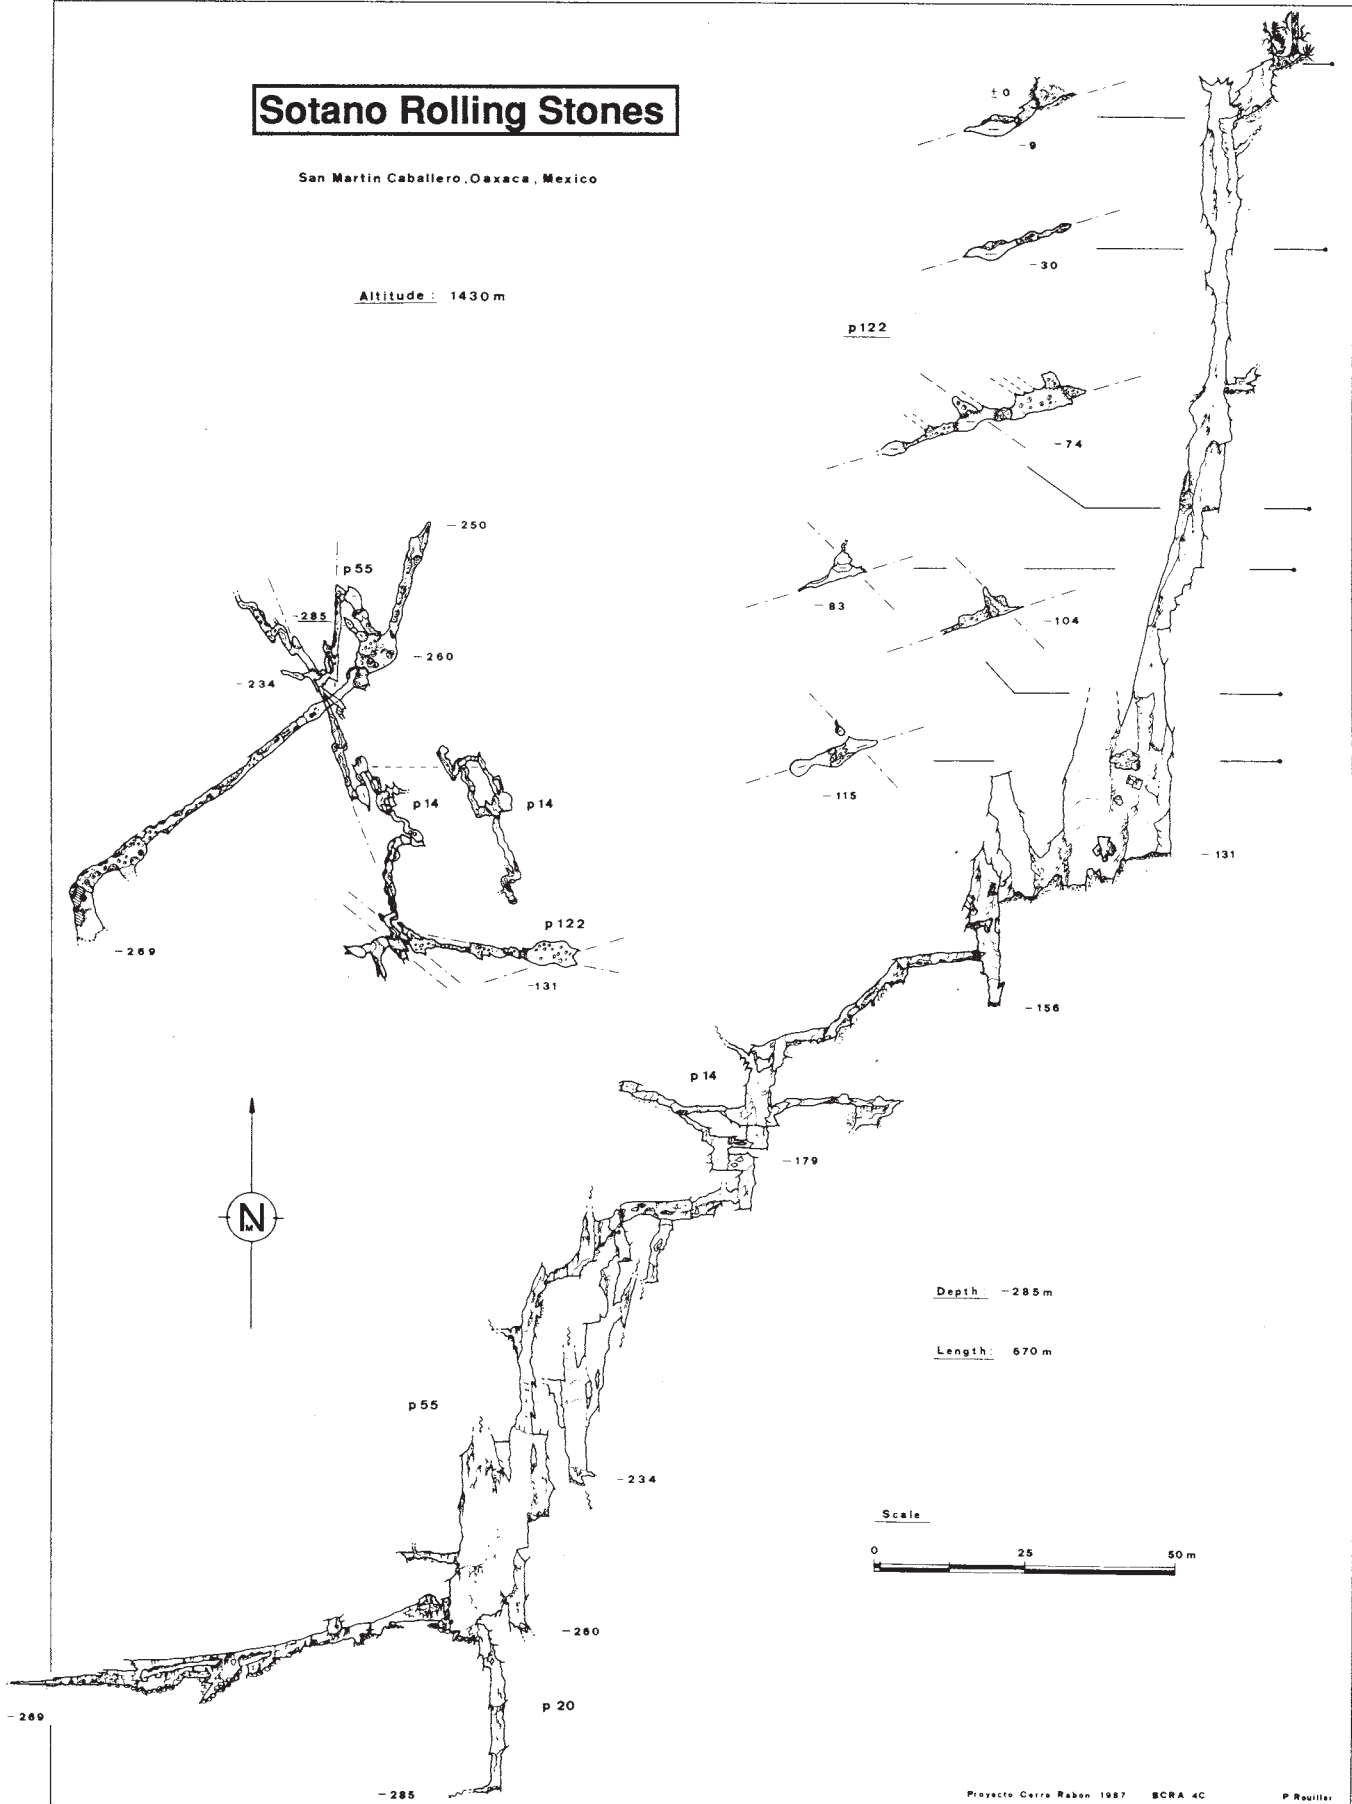 Sotano Rolling Stones
San Martin Caballero, Oaxaca, Mexico
Altitude: 1430 m
±0
-9
-30
p122
-74
-83
-104
-115
-131
-156
-250
p55
-285
-260
-234
p14
p14
p122
-269
-131
p14
-179
N
M
Depth: -285 m
Length: 670 m
p55
-234
Scale
0 25 50 m
-260
-269
p 20
-285
Proyecto Cerro Rabon 1987 BCRA 4C P Rouiller